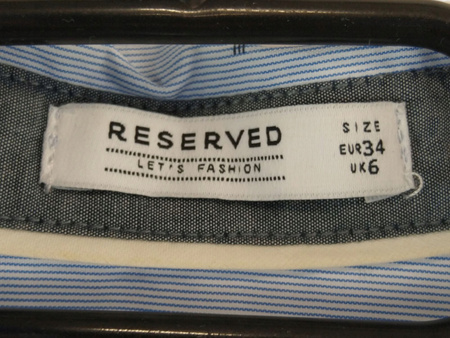 RESERVED
LET'S FASHION
SIZE
EUR34
UK6